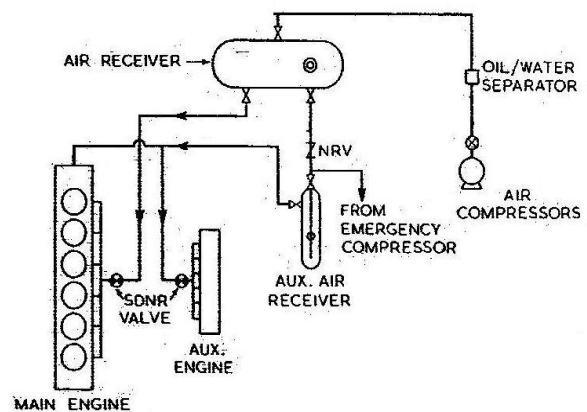 AIR RECEIVER
OIL/WATER
SEPARATOR
NRV
AIR
COMPRESSORS
FROM
EMERGENCY
COMPRESSOR
AUX. AIR
RECEIVER
SDNR
VALVE
AUX.
ENGINE
MAIN ENGINE